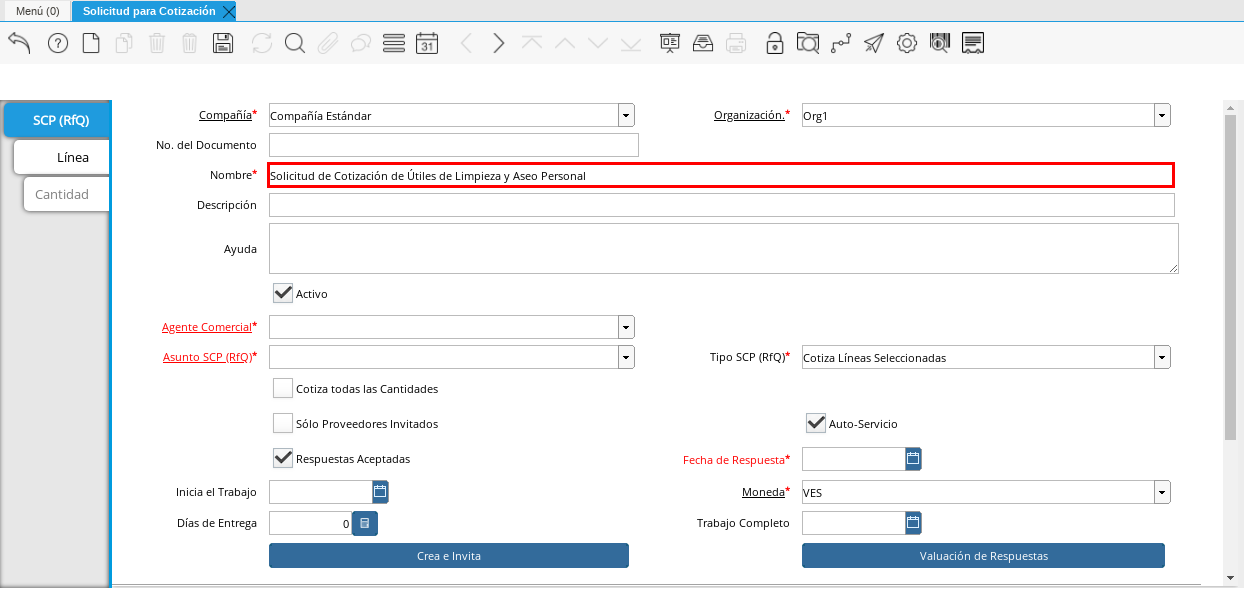 Menú (0) Solicitud para Cotización
31
SCP (RfQ)
Línea
Cantidad
Compañía* Compañía Estándar Organización.* Org1
No. del Documento
Nombre* Solicitud de Cotización de Útiles de Limpieza y Aseo Personal
Descripción
Ayuda
Activo
Agente Comercial*
Asunto SCP (RfQ)* Tipo SCP (RfQ)* Cotiza Líneas Seleccionadas
Cotiza todas las Cantidades
Sólo Proveedores Invitados Auto-Servicio
Respuestas Aceptadas Fecha de Respuesta*
Inicia el Trabajo Moneda* VES
Días de Entrega 0 Trabajo Completo
Crea e Invita Valuación de Respuestas